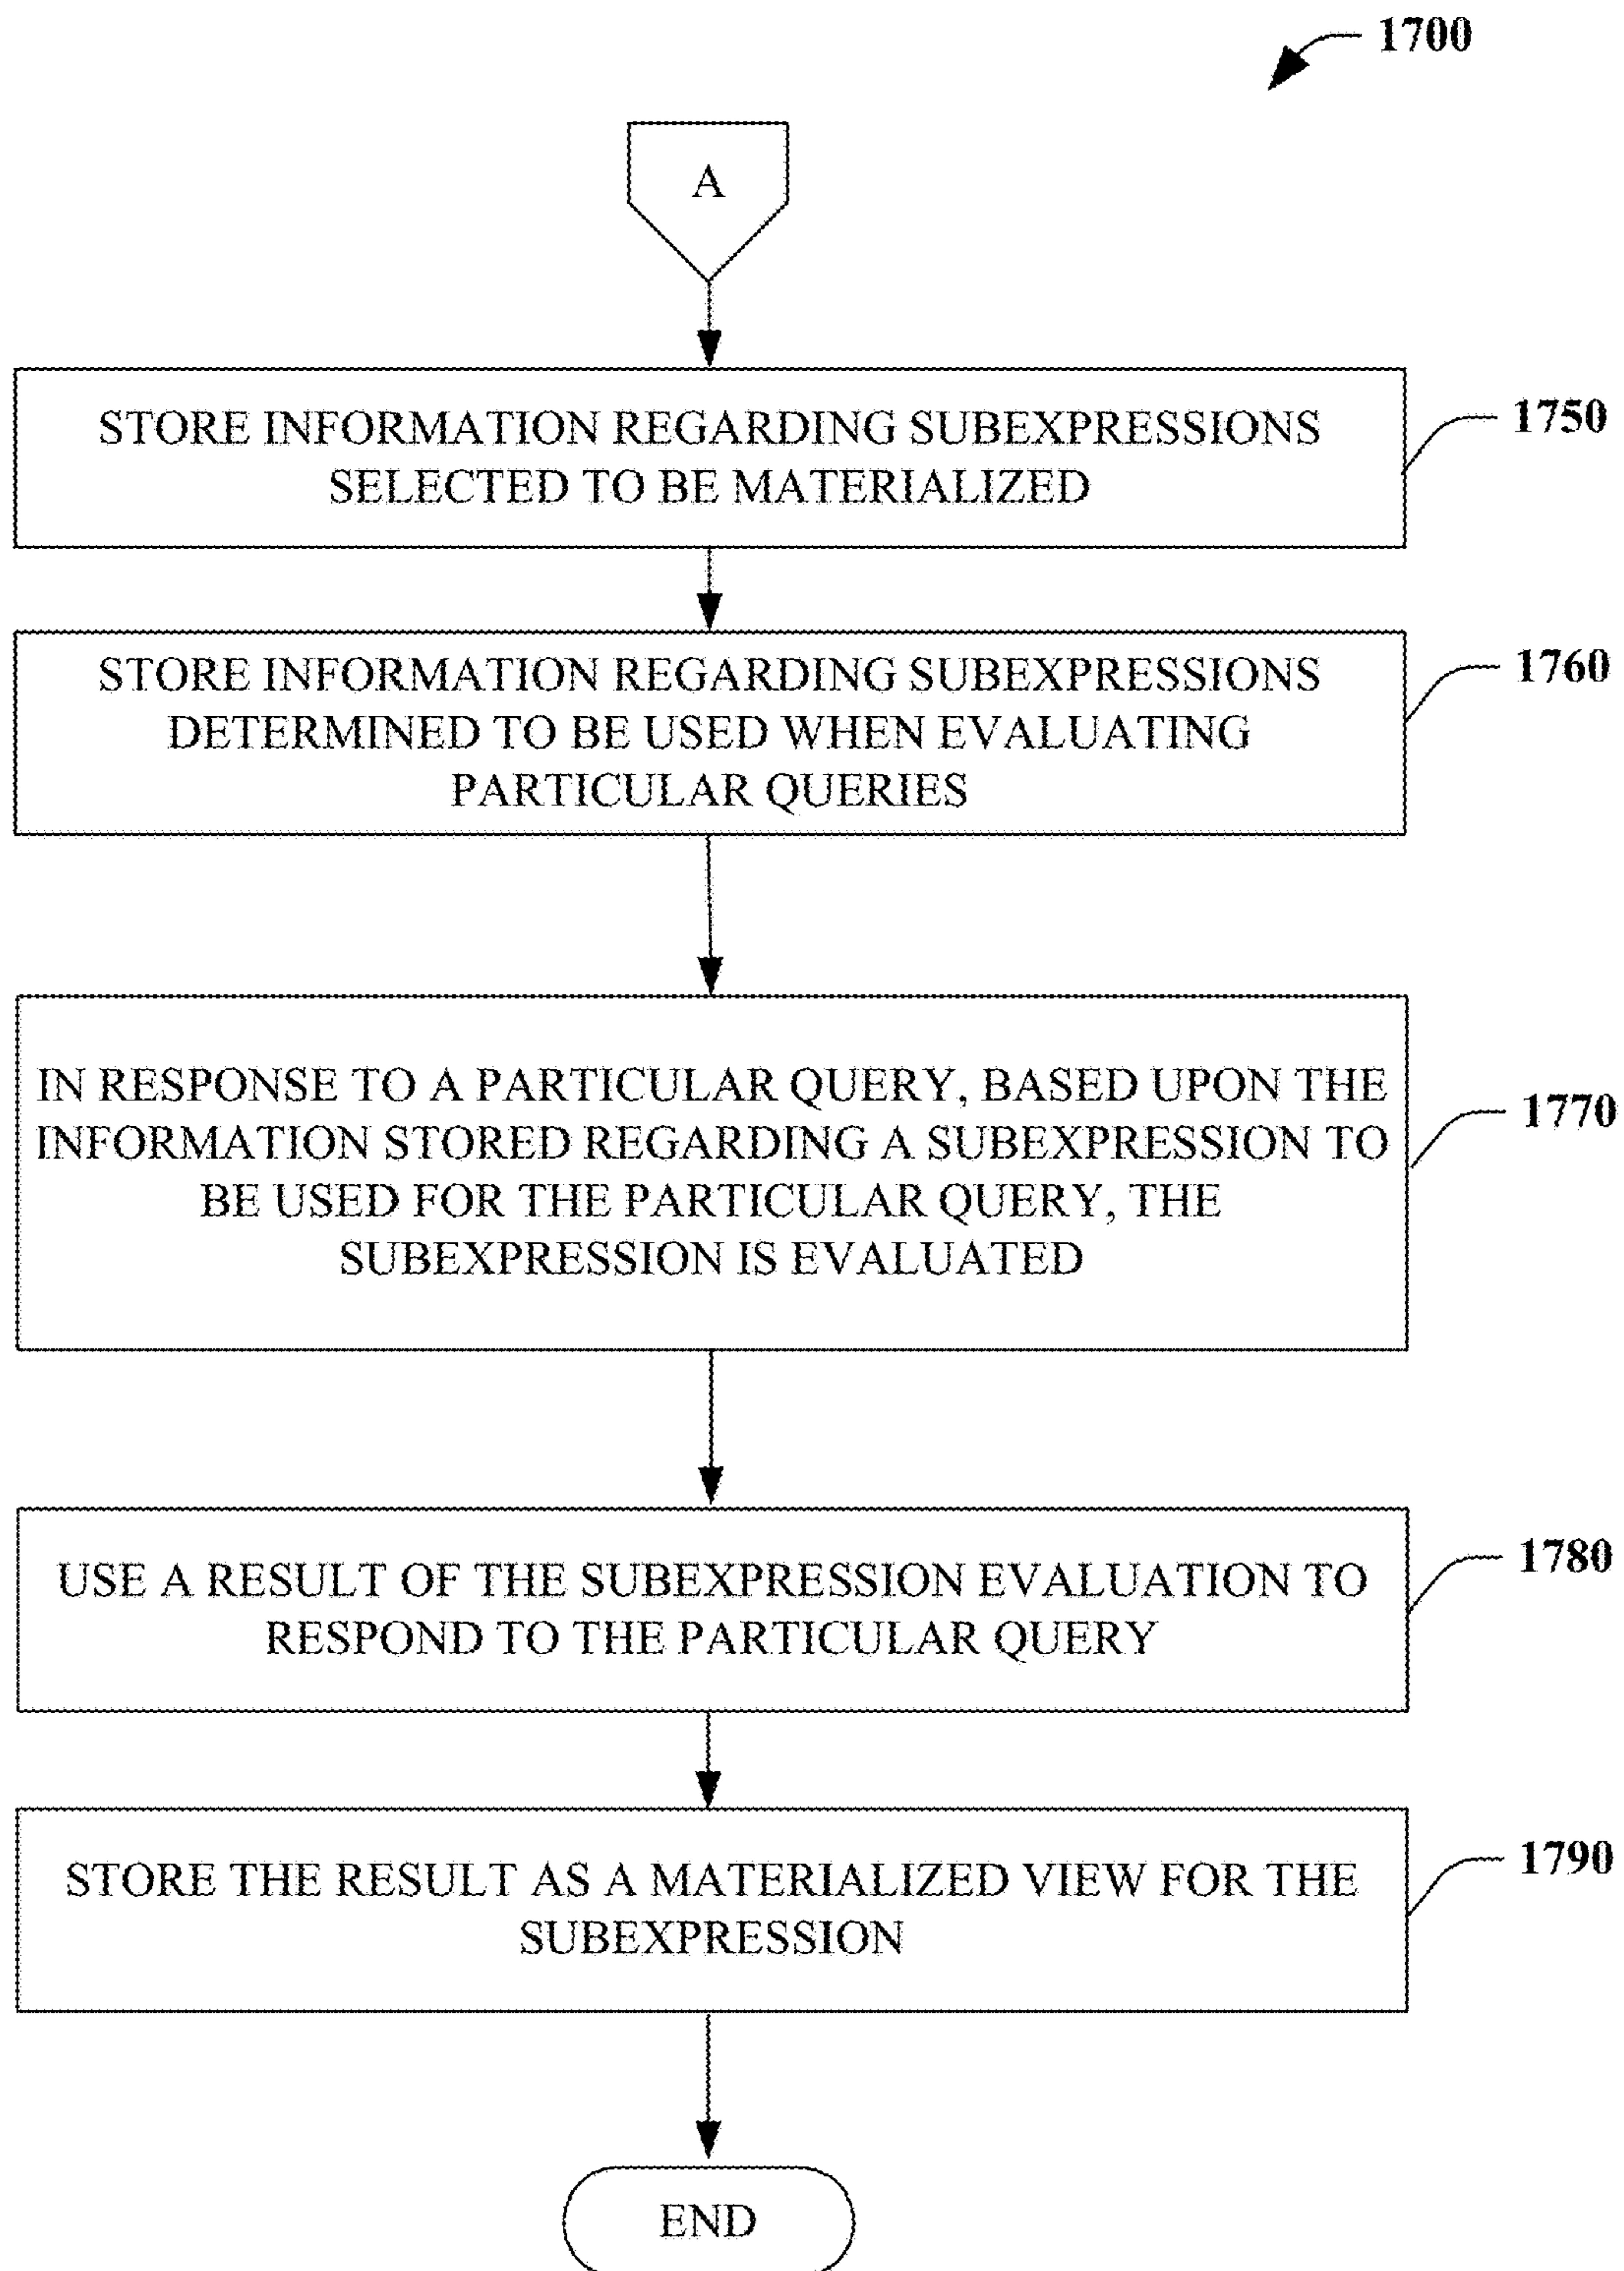 1700
A
STORE INFORMATION REGARDING SUBEXPRESSIONS
SELECTED TO BE MATERIALIZED
1750
STORE INFORMATION REGARDING SUBEXPRESSIONS
DETERMINED TO BE USED WHEN EVALUATING
PARTICULAR QUERIES
1760
IN RESPONSE TO A PARTICULAR QUERY, BASED UPON THE
INFORMATION STORED REGARDING A SUBEXPRESSION TO
BE USED FOR THE PARTICULAR QUERY, THE
SUBEXPRESSION IS EVALUATED
1770
USE A RESULT OF THE SUBEXPRESSION EVALUATION TO
RESPOND TO THE PARTICULAR QUERY
1780
STORE THE RESULT AS A MATERIALIZED VIEW FOR THE
SUBEXPRESSION
1790
END